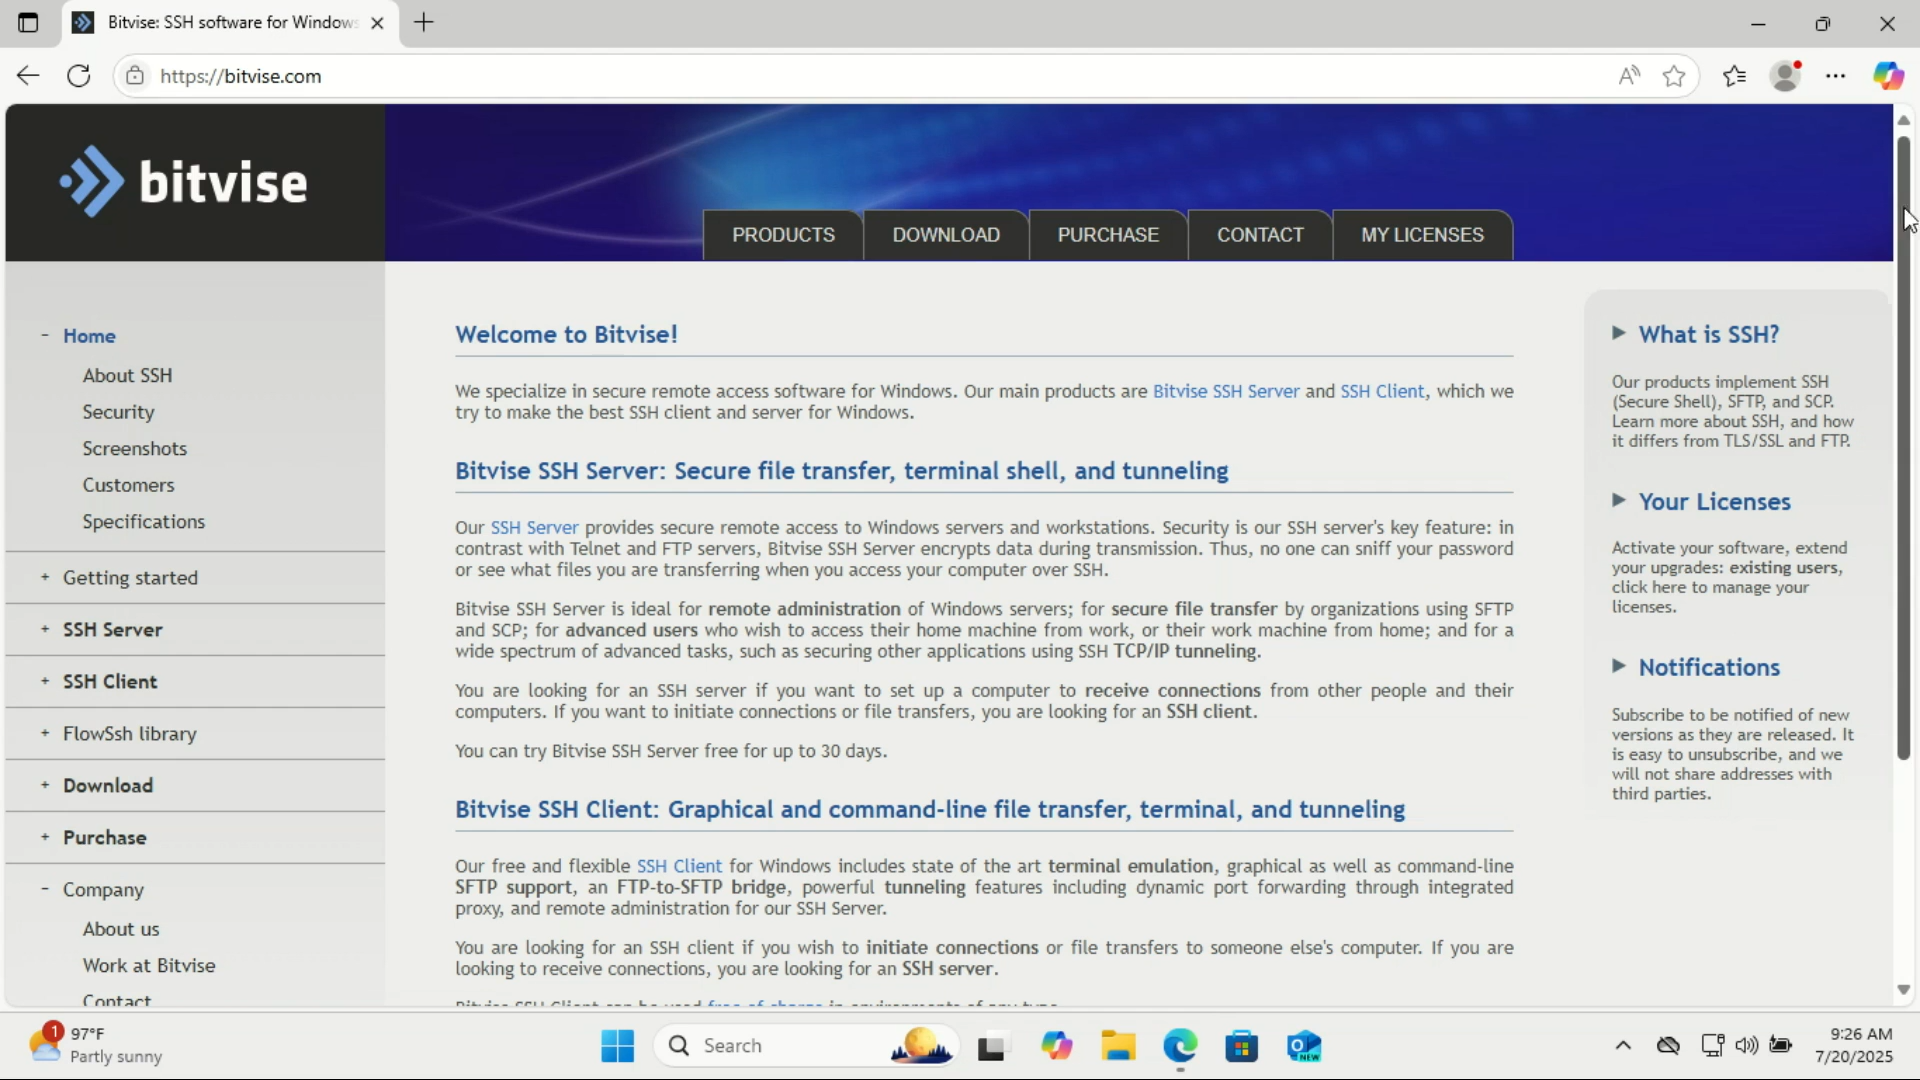 Bitvise: SSH software for Windows
https://bitvise.com
bitvise
PRODUCTS
DOWNLOAD
PURCHASE
CONTACT
MY LICENSES
- Home
About SSH
Security
Screenshots
Customers
Specifications
+ Getting started
+ SSH Server
+ SSH Client
+ FlowSsh library
+ Download
+ Purchase
- Company
About us
Work at Bitvise
Contact
Welcome to Bitvise!
We specialize in secure remote access software for Windows. Our main products are Bitvise SSH Server and SSH Client, which we
try to make the best SSH client and server for Windows.
Bitvise SSH Server: Secure file transfer, terminal shell, and tunneling
Our SSH Server provides secure remote access to Windows servers and workstations. Security is our SSH server's key feature: in
contrast with Telnet and FTP servers, Bitvise SSH Server encrypts data during transmission. Thus, no one can sniff your password
or see what files you are transferring when you access your computer over SSH.
Bitvise SSH Server is ideal for remote administration of Windows servers; for secure file transfer by organizations using SFTP
and SCP; for advanced users who wish to access their home machine from work, or their work machine from home; and for a
wide spectrum of advanced tasks, such as securing other applications using SSH TCP/IP tunneling.
You are looking for an SSH server if you want to set up a computer to receive connections from other people and their
computers. If you want to initiate connections or file transfers, you are looking for an SSH client.
You can try Bitvise SSH Server free for up to 30 days.
Bitvise SSH Client: Graphical and command-line file transfer, terminal, and tunneling
Our free and flexible SSH Client for Windows includes state of the art terminal emulation, graphical as well as command-line
SFTP support, an FTP-to-SFTP bridge, powerful tunneling features including dynamic port forwarding through integrated
proxy, and remote administration for our SSH Server.
You are looking for an SSH client if you wish to initiate connections or file transfers to someone else's computer. If you are
looking to receive connections, you are looking for an SSH server.
Bitvise SSH Client can be used free of charge in environments of any type.
What is SSH?
Our products implement SSH
(Secure Shell), SFTP, and SCP.
Learn more about SSH, and how
it differs from TLS/SSL and FTP.
Your Licenses
Activate your software, extend
your upgrades: existing users,
click here to manage your
licenses.
Notifications
Subscribe to be notified of new
versions as they are released. It
is easy to unsubscribe, and we
will not share addresses with
third parties.
1
97°F
Partly sunny
Search
NEW
9:26 AM
7/20/2025